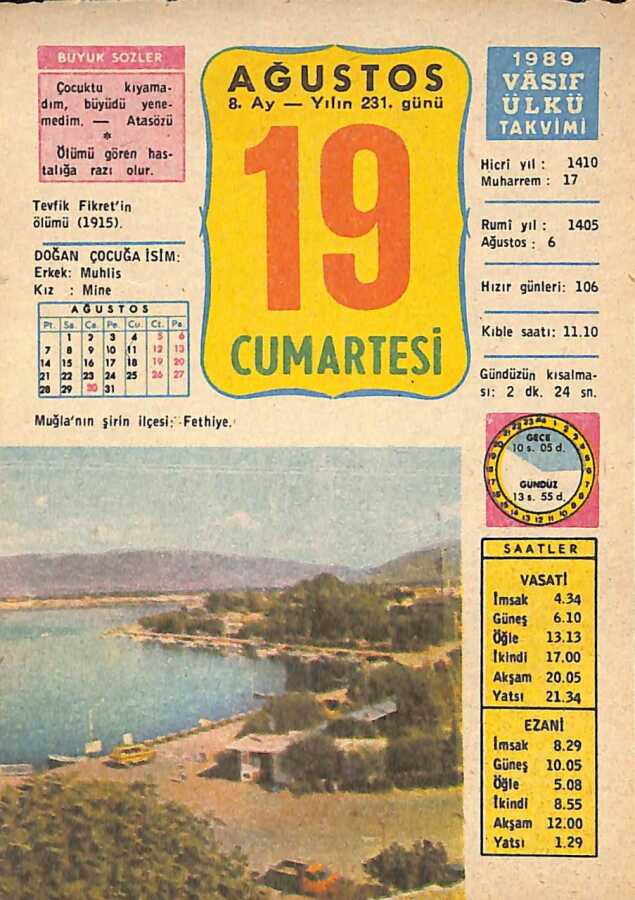 BÜYÜK SÖZLER
Çocuktu kıyama-
dım, büyüdü yene-
medim. — Atasözü
*
Ölümü gören has-
talığa razı olur.
Tevfik Fikret'in
ölümü (1915).
DOĞAN ÇOCUĞA İSİM:
Erkek: Muhlis
Kız : Mine
AĞUSTOS
Pt. Sa. Ça. Pe. Cu. Ct. Pa.
1 2 3 4 5 6
7 8 9 10 11 12 13
14 15 16 17 18 19 20
21 22 23 24 25 26 27
28 29 30 31
AĞUSTOS
8. Ay — Yılın 231. günü
19
CUMARTESİ
1989
VÂSIF
ÜLKÜ
TAKVİMİ
Hicrî yıl : 1410
Muharrem : 17
Rumî yıl : 1405
Ağustos : 6
Hızır günleri: 106
Kıble saati: 11.10
Gündüzün kısalma-
sı: 2 dk. 24 sn.
GECE
10 s. 05 d.
GÜNDÜZ
13 s. 55 d.
Muğla'nın şirin ilçesi: Fethiye.
SAATLER
VASATİ
İmsak 4.34
Güneş 6.10
Öğle 13.13
İkindi 17.00
Akşam 20.05
Yatsı 21.34
EZANİ
İmsak 8.29
Güneş 10.05
Öğle 5.08
İkindi 8.55
Akşam 12.00
Yatsı 1.29